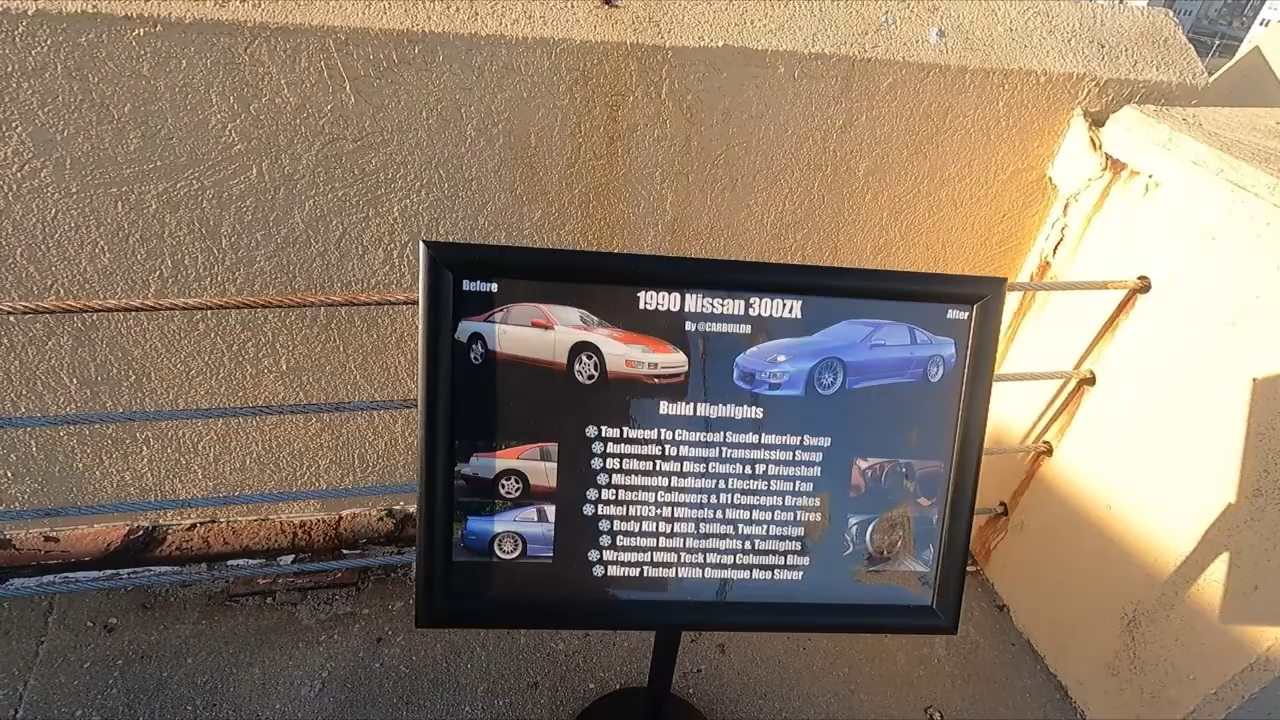 Before
1990 Nissan 300ZX
After
By @CARBUILDR
Build Highlights
Tan Tweed To Charcoal Suede Interior Swap
Automatic To Manual Transmission Swap
OS Giken Twin Disc Clutch & 1P Driveshaft
Mishimoto Radiator & Electric Slim Fan
BC Racing Coilovers & R1 Concepts Brakes
Enkei NT03+M Wheels & Nitto Neo Gen Tires
Body Kit By KBD, Stillen, TwinZ Design
Custom Built Headlights & Taillights
Wrapped With Teck Wrap Columbia Blue
Mirror Tinted With Omnique Neo Silver